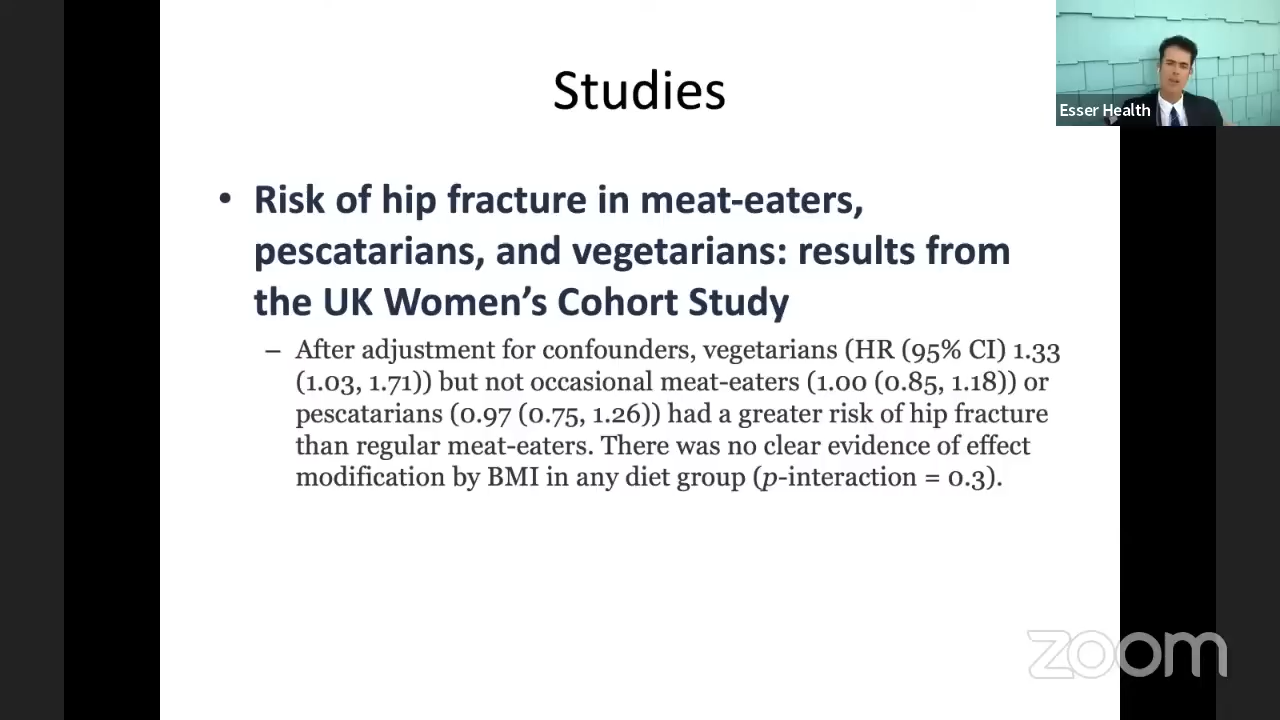 Studies
Esser Health
• Risk of hip fracture in meat-eaters,
pescatarians, and vegetarians: results from
the UK Women’s Cohort Study
– After adjustment for confounders, vegetarians (HR (95% CI) 1.33
(1.03, 1.71)) but not occasional meat-eaters (1.00 (0.85, 1.18)) or
pescatarians (0.97 (0.75, 1.26)) had a greater risk of hip fracture
than regular meat-eaters. There was no clear evidence of effect
modification by BMI in any diet group (p-interaction = 0.3).
zoom